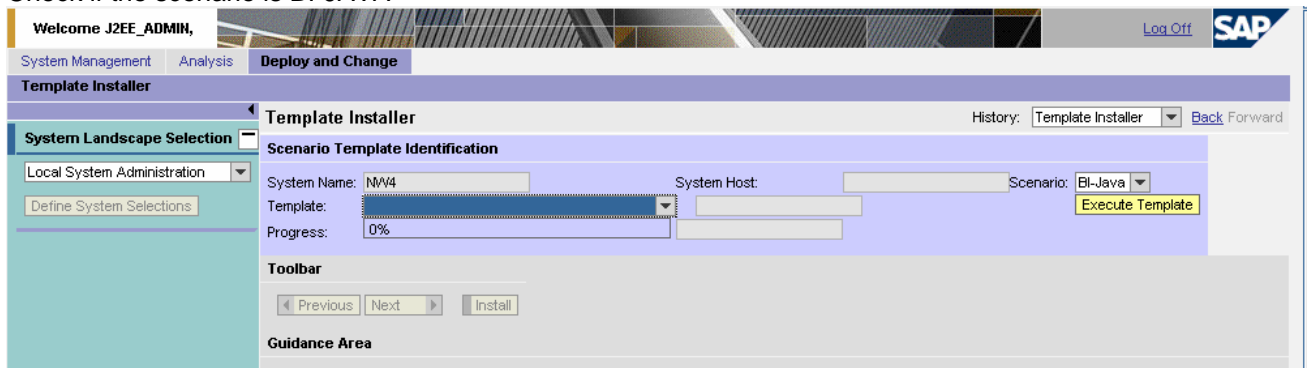 Welcome J2EE_ADMIN,
Log Off
SAP
System Management Analysis Deploy and Change
Template Installer
Template Installer
History: Template Installer Back Forward
System Landscape Selection
Scenario Template Identification
Local System Administration
System Name: NW4 System Host: Scenario: BI-Java
Define System Selections
Template: Execute Template
Progress: 0%
Toolbar
Previous Next Install
Guidance Area